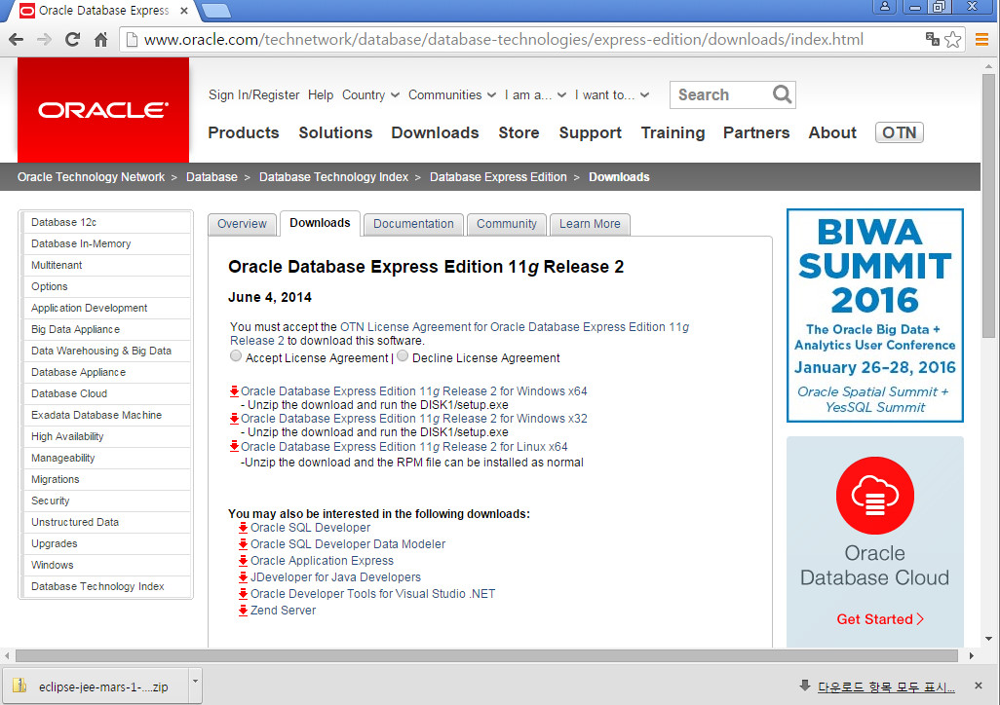 Oracle Database Express
www.oracle.com/technetwork/database/database-technologies/express-edition/downloads/index.html
ORACLE®
Sign In/Register Help Country Communities I am a... I want to... Search
Products Solutions Downloads Store Support Training Partners About OTN
Oracle Technology Network > Database > Database Technology Index > Database Express Edition > Downloads
Database 12c
Database In-Memory
Multitenant
Options
Application Development
Big Data Appliance
Data Warehousing & Big Data
Database Appliance
Database Cloud
Exadata Database Machine
High Availability
Manageability
Migrations
Security
Unstructured Data
Upgrades
Windows
Database Technology Index
Overview Downloads Documentation Community Learn More
Oracle Database Express Edition 11g Release 2
June 4, 2014
You must accept the OTN License Agreement for Oracle Database Express Edition 11g
Release 2 to download this software.
Accept License Agreement | Decline License Agreement
Oracle Database Express Edition 11g Release 2 for Windows x64
- Unzip the download and run the DISK1/setup.exe
Oracle Database Express Edition 11g Release 2 for Windows x32
- Unzip the download and run the DISK1/setup.exe
Oracle Database Express Edition 11g Release 2 for Linux x64
-Unzip the download and the RPM file can be installed as normal
You may also be interested in the following downloads:
Oracle SQL Developer
Oracle SQL Developer Data Modeler
Oracle Application Express
JDeveloper for Java Developers
Oracle Developer Tools for Visual Studio .NET
Zend Server
BIWA
SUMMIT
2016
The Oracle Big Data +
Analytics User Conference
January 26–28, 2016
Oracle Spatial Summit +
YesSQL Summit
Oracle
Database Cloud
Get Started
eclipse-jee-mars-1-....zip
다운로드 항목 모두 표시...